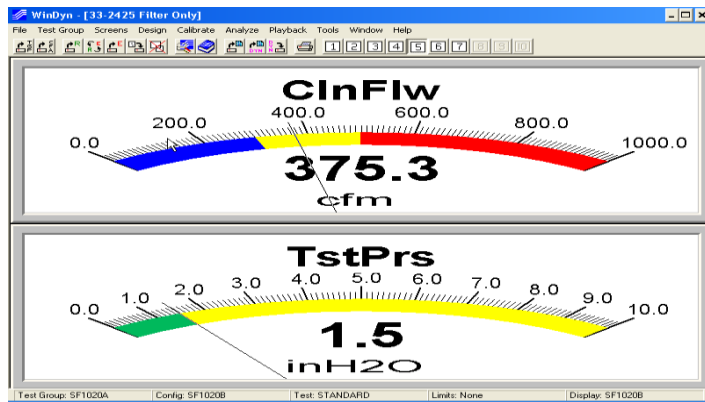 WinDyn - [33-2425 Filter Only]
File Test Group Screens Design Calibrate Analyze Playback Tools Window Help
1 2 3 4 5 6 7 8 9 10
ClnFlw
0.0 200.0 400.0 600.0 800.0 1000.0
375.3
cfm
TstPrs
0.0 1.0 2.0 3.0 4.0 5.0 6.0 7.0 8.0 9.0 10.0
1.5
inH2O
Test Group: SF1020A Config: SF1020B Test: STANDARD Limits: None Display: SF1020B